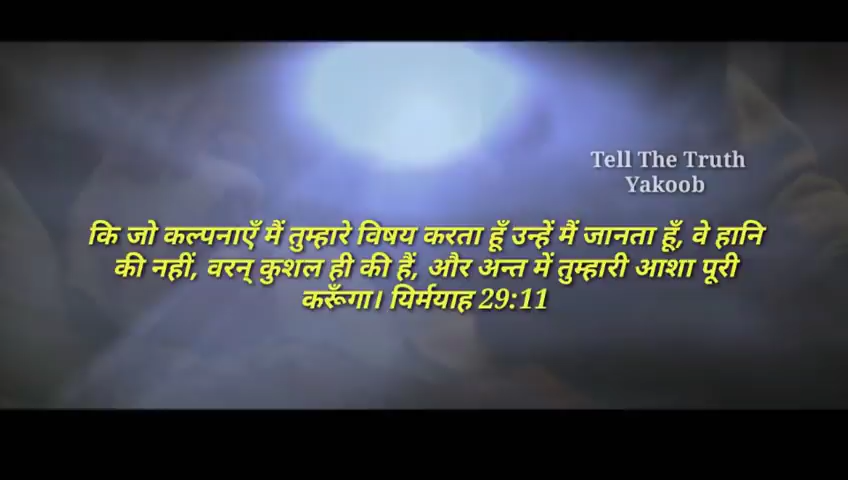 Tell The Truth
Yakoob
कि जो कल्पनाएँ मैं तुम्हारे विषय करता हूँ उन्हें मैं जानता हूँ, वे हानि
की नहीं, वरन् कुशल ही की हैं, और अन्त में तुम्हारी आशा पूरी
करूँगा। यिर्मयाह 29:11